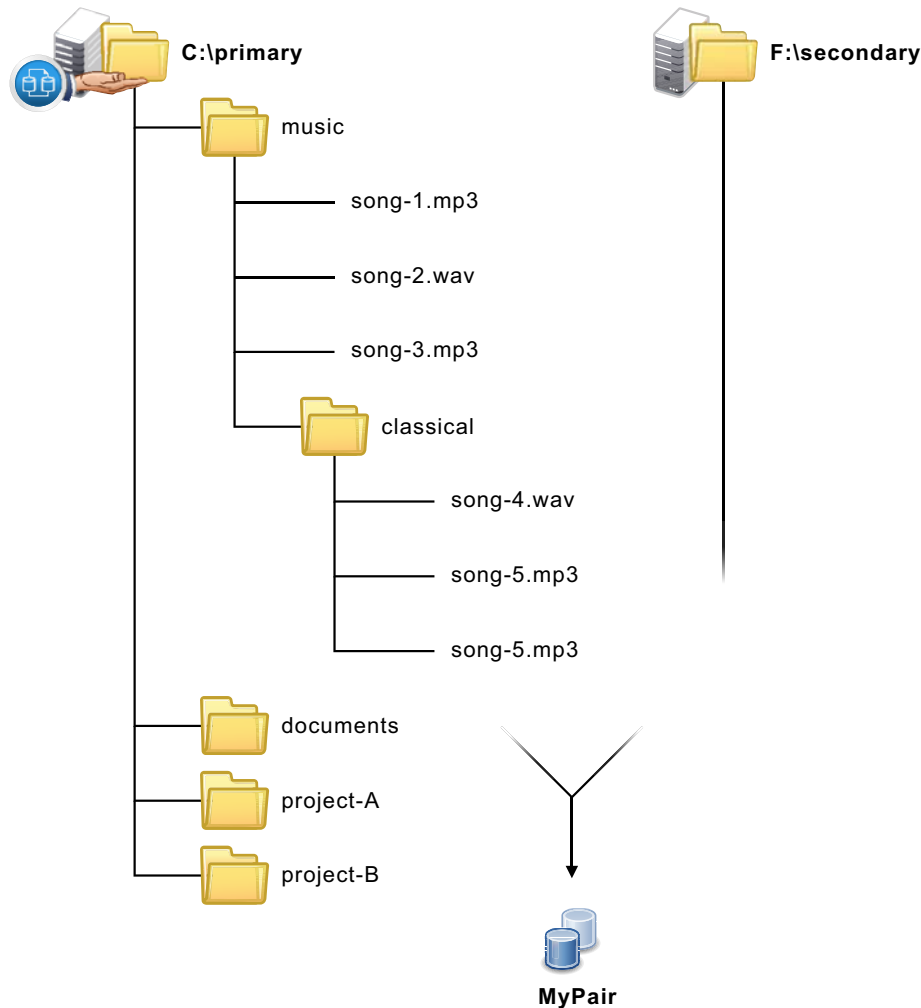 C:\primary
F:\secondary
music
song-1.mp3
song-2.wav
song-3.mp3
classical
song-4.wav
song-5.mp3
song-5.mp3
documents
project-A
project-B
MyPair